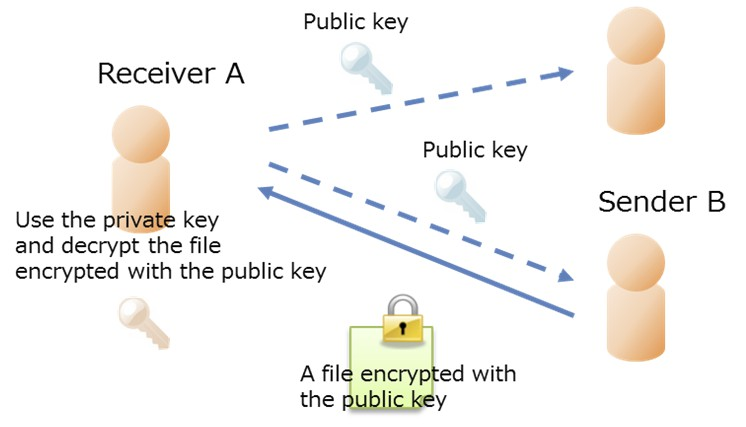 Public key
Receiver A
Public key
Sender B
Use the private key
and decrypt the file
encrypted with the public key
A file encrypted with
the public key